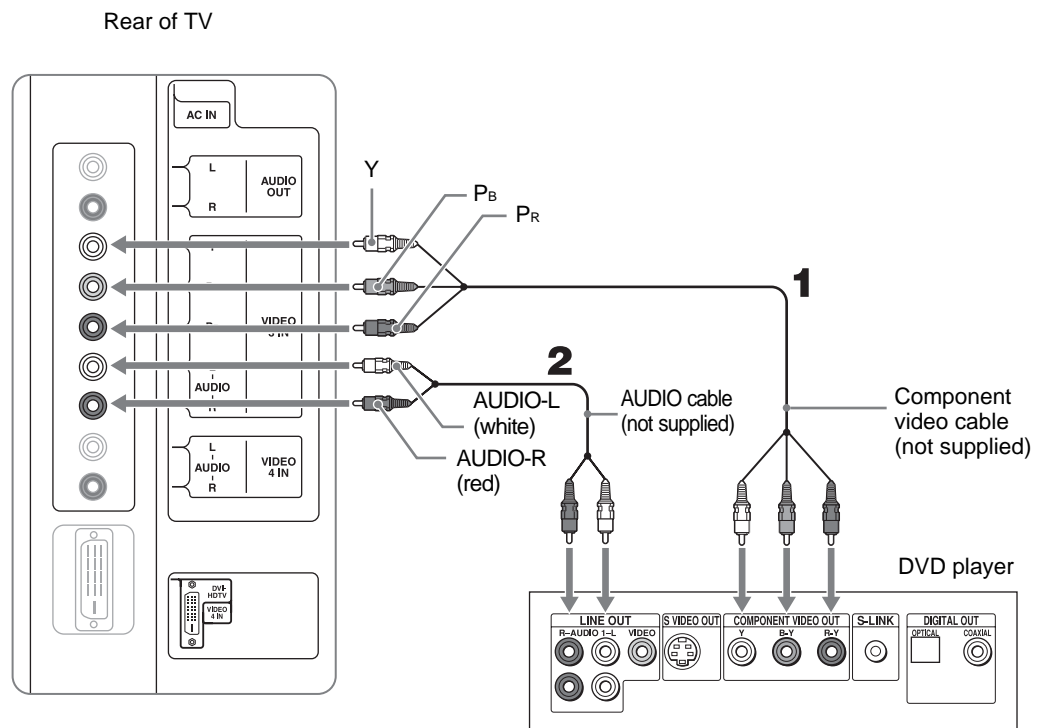 Rear of TV
AC IN
L
AUDIO
OUT
R
Y
PB
PR
VIDEO
3 IN
1
2
AUDIO
R
AUDIO-L
(white)
AUDIO-R
(red)
AUDIO cable
(not supplied)
Component
video cable
(not supplied)
L
AUDIO
R
VIDEO
4 IN
DVI-
HDTV
VIDEO
4 IN
DVD player
LINE OUT
R-AUDIO 1-L VIDEO
S VIDEO OUT
COMPONENT VIDEO OUT
Y B-Y R-Y
S-LINK
DIGITAL OUT
OPTICAL COAXIAL